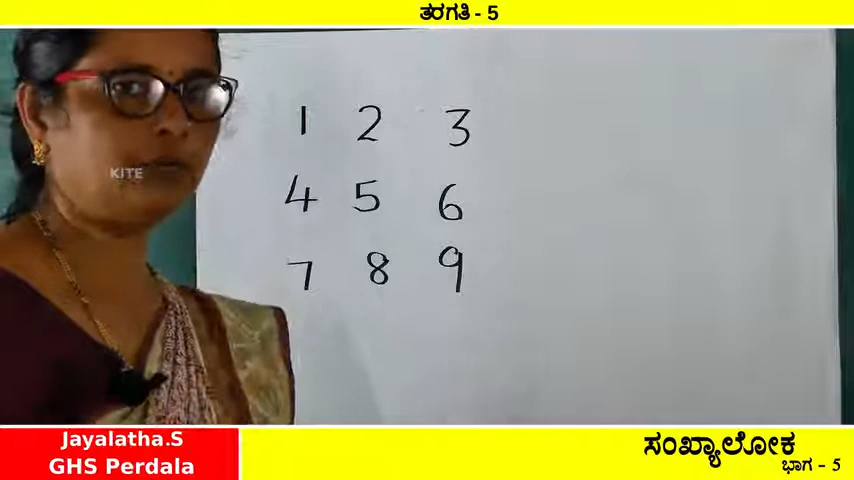 ತರಗತಿ - 5
1 2 3
4 5 6
7 8 9
KITE
Jayalatha.S
GHS Perdala
ಸಂಖ್ಯಾಲೋಕ
ಭಾಗ - 5